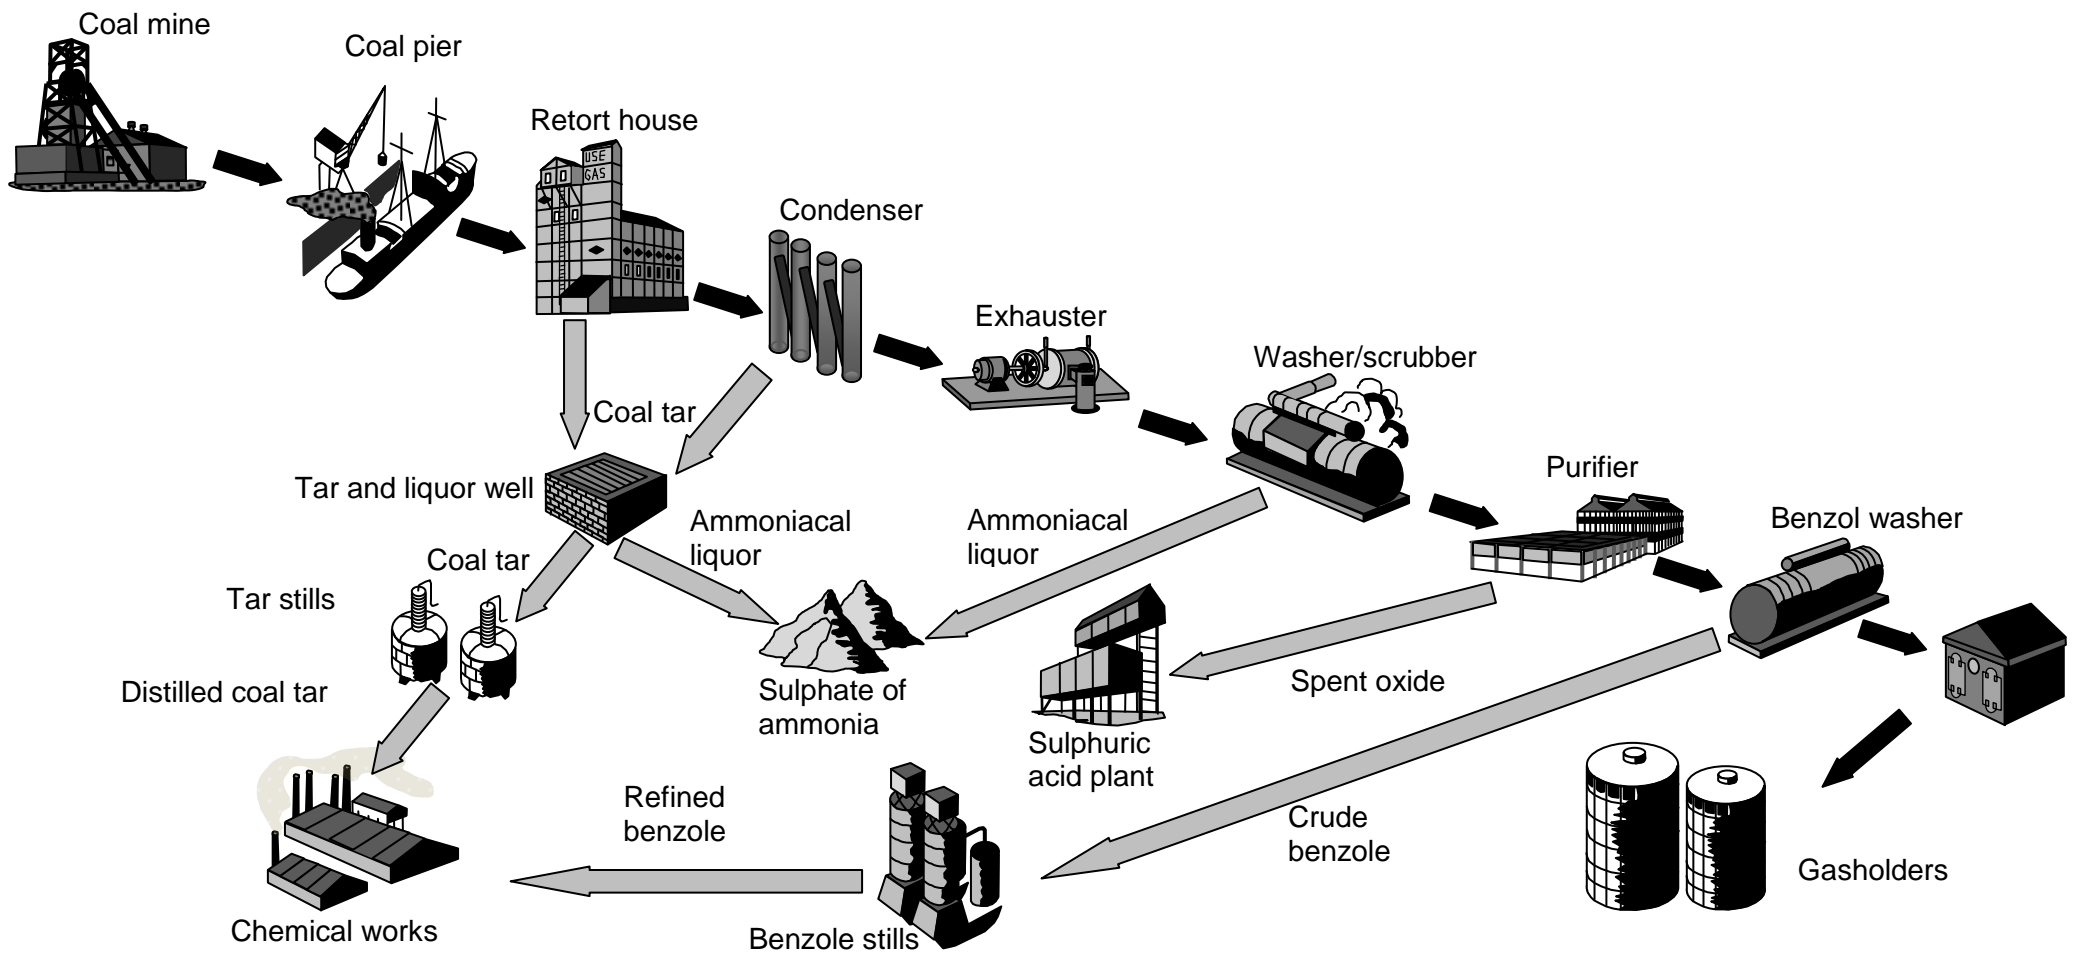 Coal mine
Coal pier
Retort house
USE
GAS
Condenser
Exhauster
Washer/scrubber
Purifier
Benzol washer
Coal tar
Tar and liquor well
Ammoniacal
liquor
Ammoniacal
liquor
Coal tar
Tar stills
Distilled coal tar
Sulphate of
ammonia
Spent oxide
Sulphuric
acid plant
Refined
benzole
Crude
benzole
Gasholders
Chemical works
Benzole stills